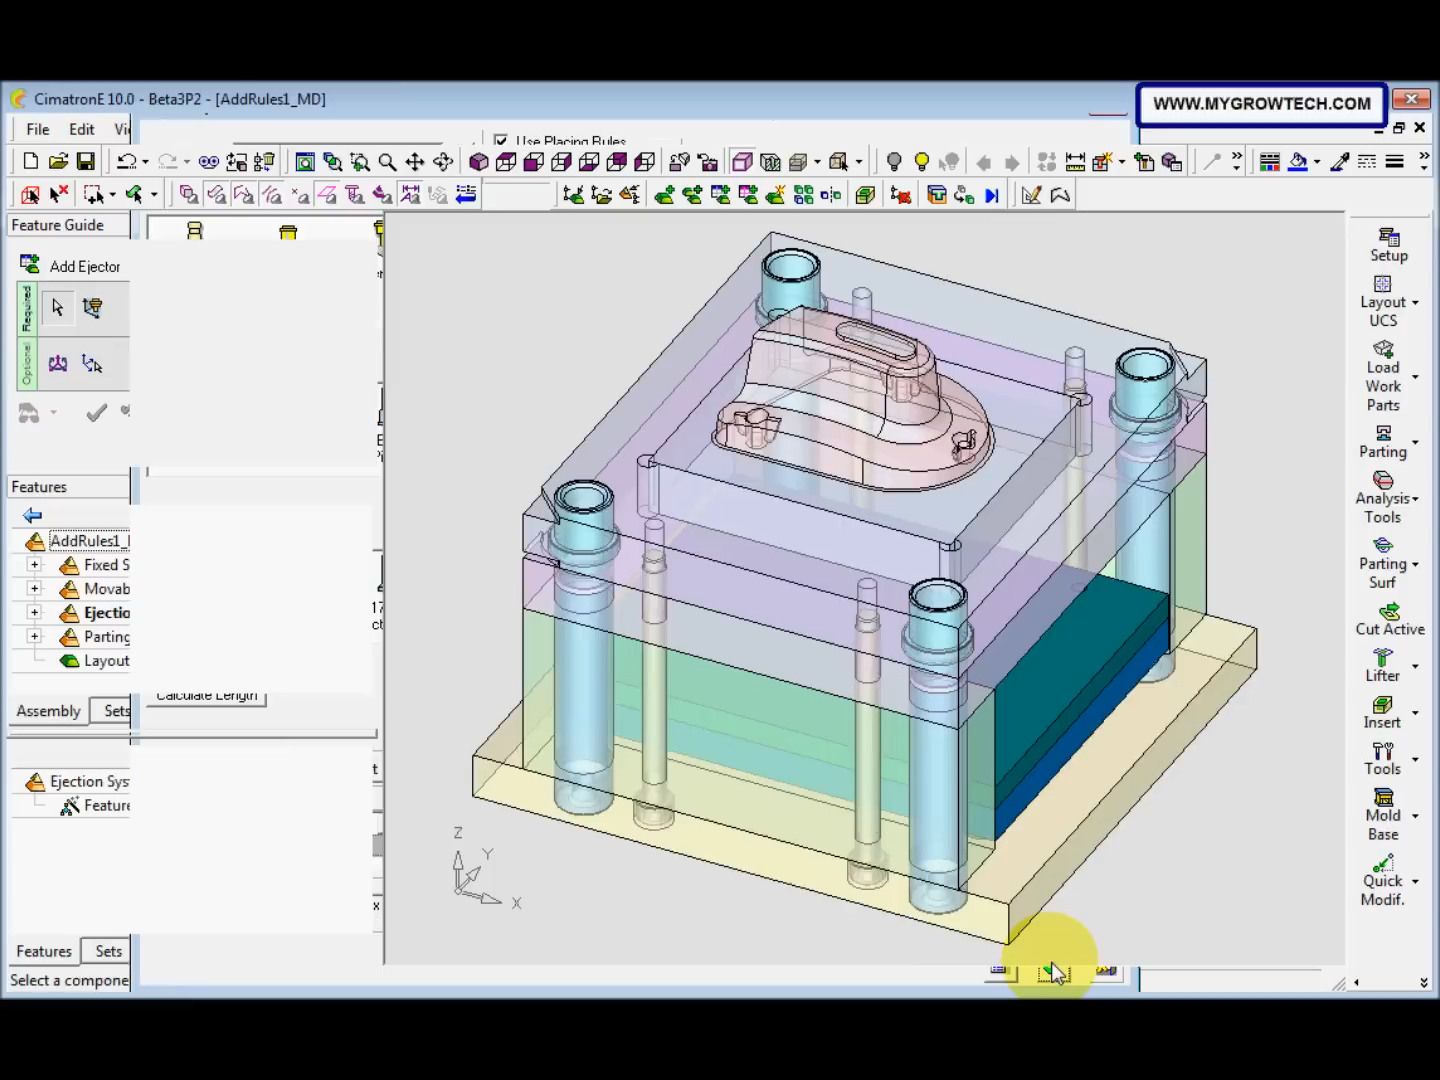 CimatronE 10.0 - Beta3P2 - [AddRules1_MD]
WWW.MYGROWTECH.COM
File Edit
Use Placing Rules
Feature Guide
Add Ejector
Required
Optional
Features
AddRules1_
Fixed S
Movab
Ejectio
Parting
Layout
Calculate Length
Assembly Sets
Ejection Sys
Feature
Features Sets
Select a compone
Z
Y
X
Setup
Layout
UCS
Load
Work
Parts
Parting
Analysis
Tools
Parting
Surf
Cut Active
Lifter
Insert
Tools
Mold
Base
Quick
Modif.